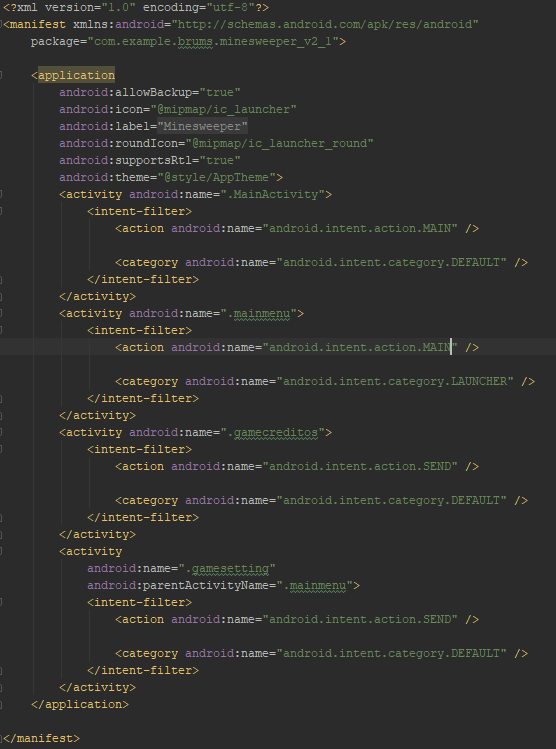 <?xml version="1.0" encoding="utf-8"?>
<manifest xmlns:android="http://schemas.android.com/apk/res/android"
    package="com.example.brums.minesweeper_v2_1">

    <application
        android:allowBackup="true"
        android:icon="@mipmap/ic_launcher"
        android:label="Minesweeper"
        android:roundIcon="@mipmap/ic_launcher_round"
        android:supportsRtl="true"
        android:theme="@style/AppTheme">
        <activity android:name=".MainActivity">
            <intent-filter>
                <action android:name="android.intent.action.MAIN" />

                <category android:name="android.intent.category.DEFAULT" />
            </intent-filter>
        </activity>
        <activity android:name=".mainmenu">
            <intent-filter>
                <action android:name="android.intent.action.MAIN" />

                <category android:name="android.intent.category.LAUNCHER" />
            </intent-filter>
        </activity>
        <activity android:name=".gamecreditos">
            <intent-filter>
                <action android:name="android.intent.action.SEND" />

                <category android:name="android.intent.category.DEFAULT" />
            </intent-filter>
        </activity>
        <activity
            android:name=".gamesetting"
            android:parentActivityName=".mainmenu">
            <intent-filter>
                <action android:name="android.intent.action.SEND" />

                <category android:name="android.intent.category.DEFAULT" />
            </intent-filter>
        </activity>
    </application>

</manifest>